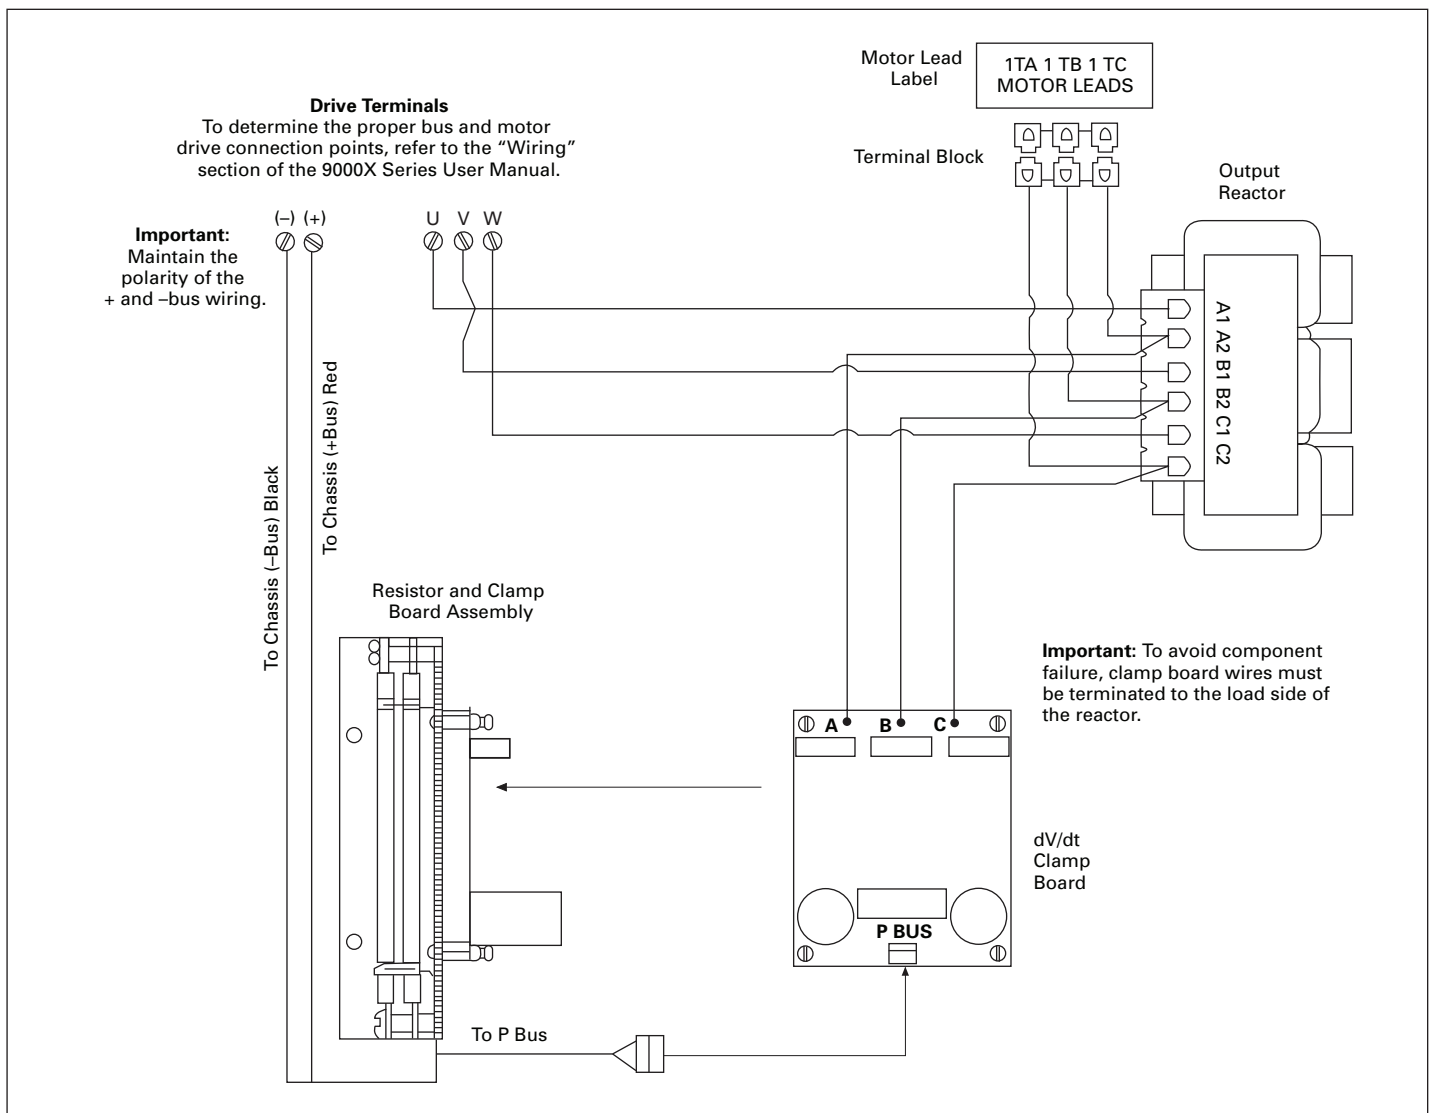 Motor Lead
Label
1TA 1 TB 1 TC
MOTOR LEADS
Drive Terminals
To determine the proper bus and motor
drive connection points, refer to the “Wiring”
section of the 9000X Series User Manual.
Terminal Block
Output
Reactor
(–) (+)
U V W
Important:
Maintain the
polarity of the
+ and –bus wiring.
A1 A2 B1 B2 C1 C2
To Chassis (–Bus) Black
To Chassis (+Bus) Red
Resistor and Clamp
Board Assembly
Important: To avoid component
failure, clamp board wires must
be terminated to the load side of
the reactor.
A B C
dV/dt
Clamp
Board
P BUS
To P Bus